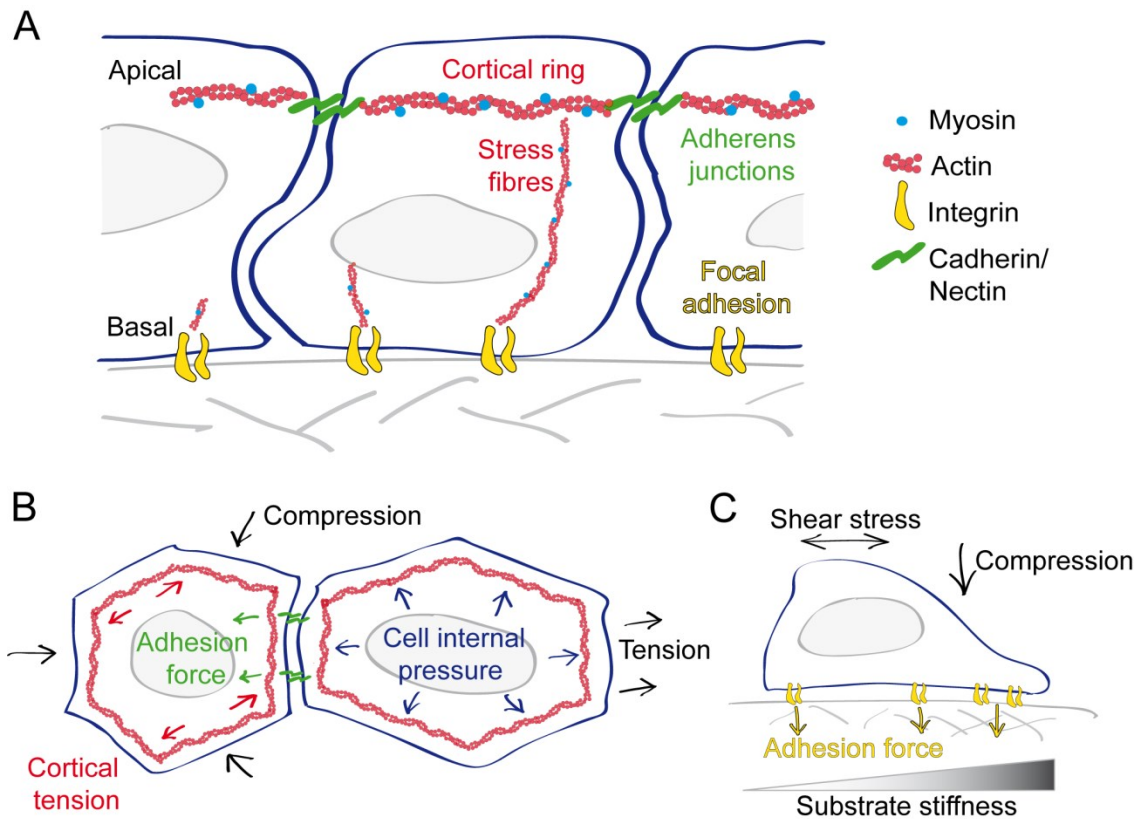 A
Apical
Cortical ring
Stress
fibres
Adherens
junctions
Focal
adhesion
Basal
Myosin
Actin
Integrin
Cadherin/
Nectin
B
Compression
Adhesion
force
Cell internal
pressure
Tension
Cortical
tension
C
Shear stress
Compression
Adhesion force
Substrate stiffness